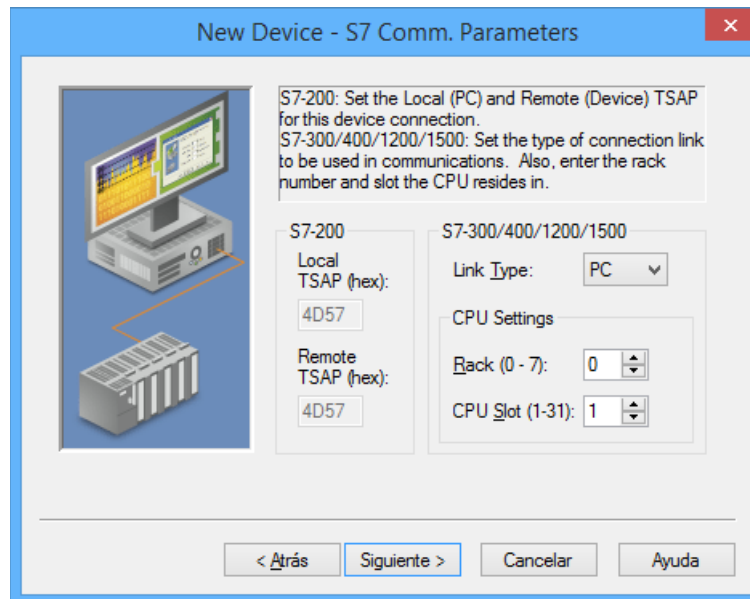 New Device - S7 Comm. Parameters
S7-200: Set the Local (PC) and Remote (Device) TSAP
for this device connection.
S7-300/400/1200/1500: Set the type of connection link
to be used in communications.  Also, enter the rack
number and slot the CPU resides in.
S7-200
Local
TSAP (hex):
4D57
Remote
TSAP (hex):
4D57
S7-300/400/1200/1500
Link Type: PC
CPU Settings
Rack (0 - 7): 0
CPU Slot (1-31): 1
< Atrás Siguiente > Cancelar Ayuda